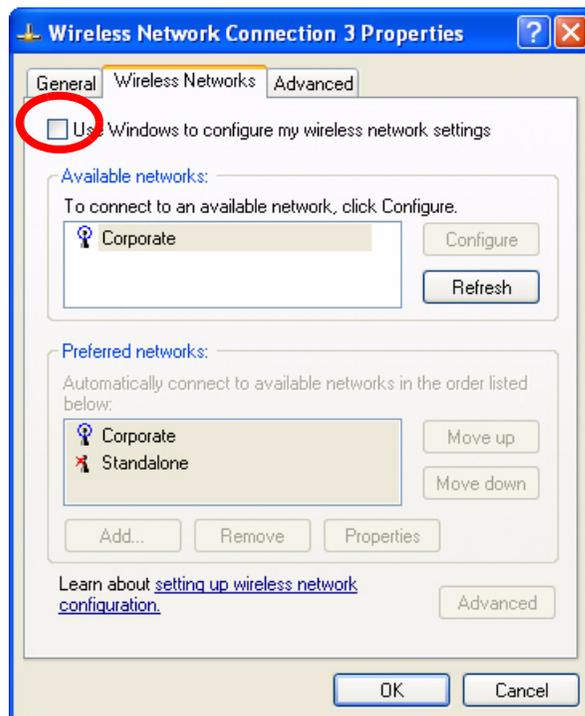 Wireless Network Connection 3 Properties
General Wireless Networks Advanced
Use Windows to configure my wireless network settings
Available networks:
To connect to an available network, click Configure.
Corporate
Configure
Refresh
Preferred networks:
Automatically connect to available networks in the order listed
below:
Corporate
Standalone
Move up
Move down
Add... Remove Properties
Learn about setting up wireless network
configuration.
Advanced
OK Cancel